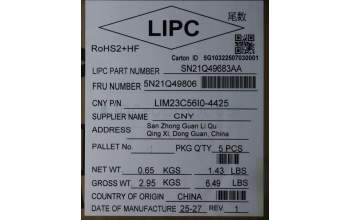 LIPC 尾数
RoHS2+HF
Carton ID 5Q10322507030001
LIPC PART NUMBER SN21Q49683AA
FRU NUMBER 5N21Q49806
CNY P/N LIM23C56I0-4425
SUPPLIER NAME CNY
ADDRESS San Zhong Guan Li Qu
Qing Xi, Dong Guan, China
PALLET No PKG Q'TY 5 PCS
NET WT. 0.65 KGS 1.43 LBS
GROSS WT 2.95 KGS 6.49 LBS
COUNTRY OF ORIGIN CHINA
DATE OF MANUFACTURE 25-27 REV 1